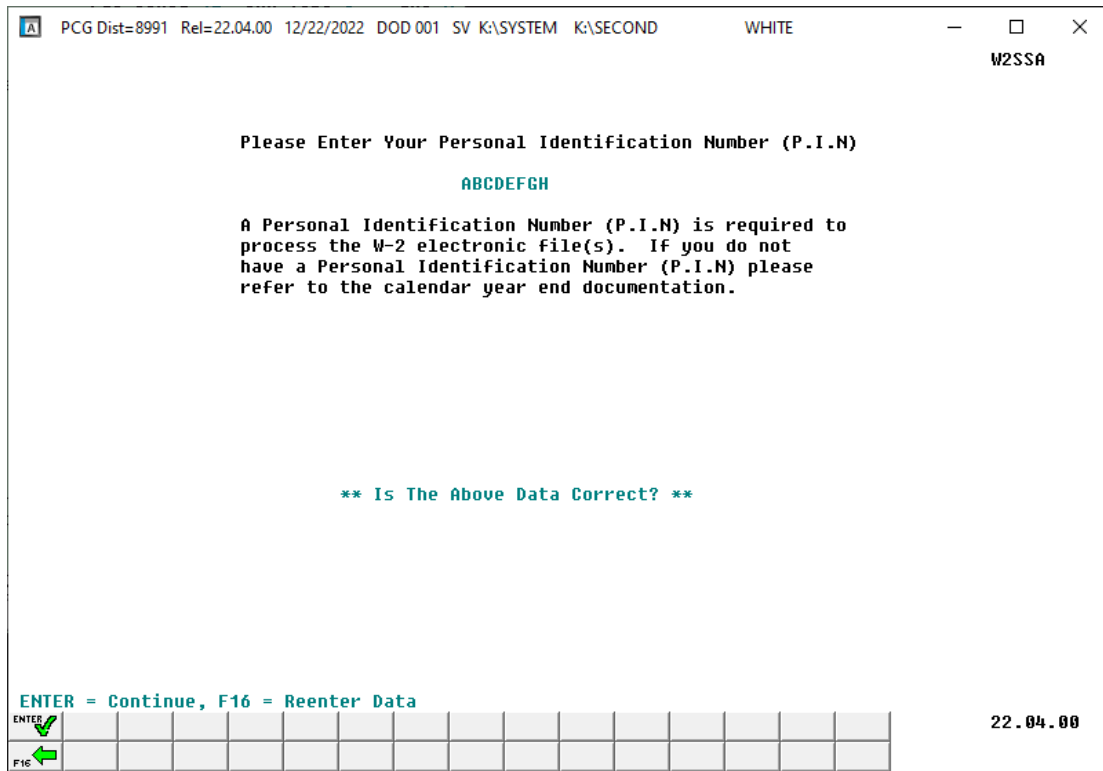 PCG Dist=8991 Rel=22.04.00 12/22/2022 DOD 001 SV K:\SYSTEM K:\SECOND WHITE
W2SSA
Please Enter Your Personal Identification Number (P.I.N)
ABCDEFGH
A Personal Identification Number (P.I.N) is required to
process the W-2 electronic file(s). If you do not
have a Personal Identification Number (P.I.N) please
refer to the calendar year end documentation.
** Is The Above Data Correct? **
ENTER = Continue, F16 = Reenter Data
ENTER
22.04.00
F16